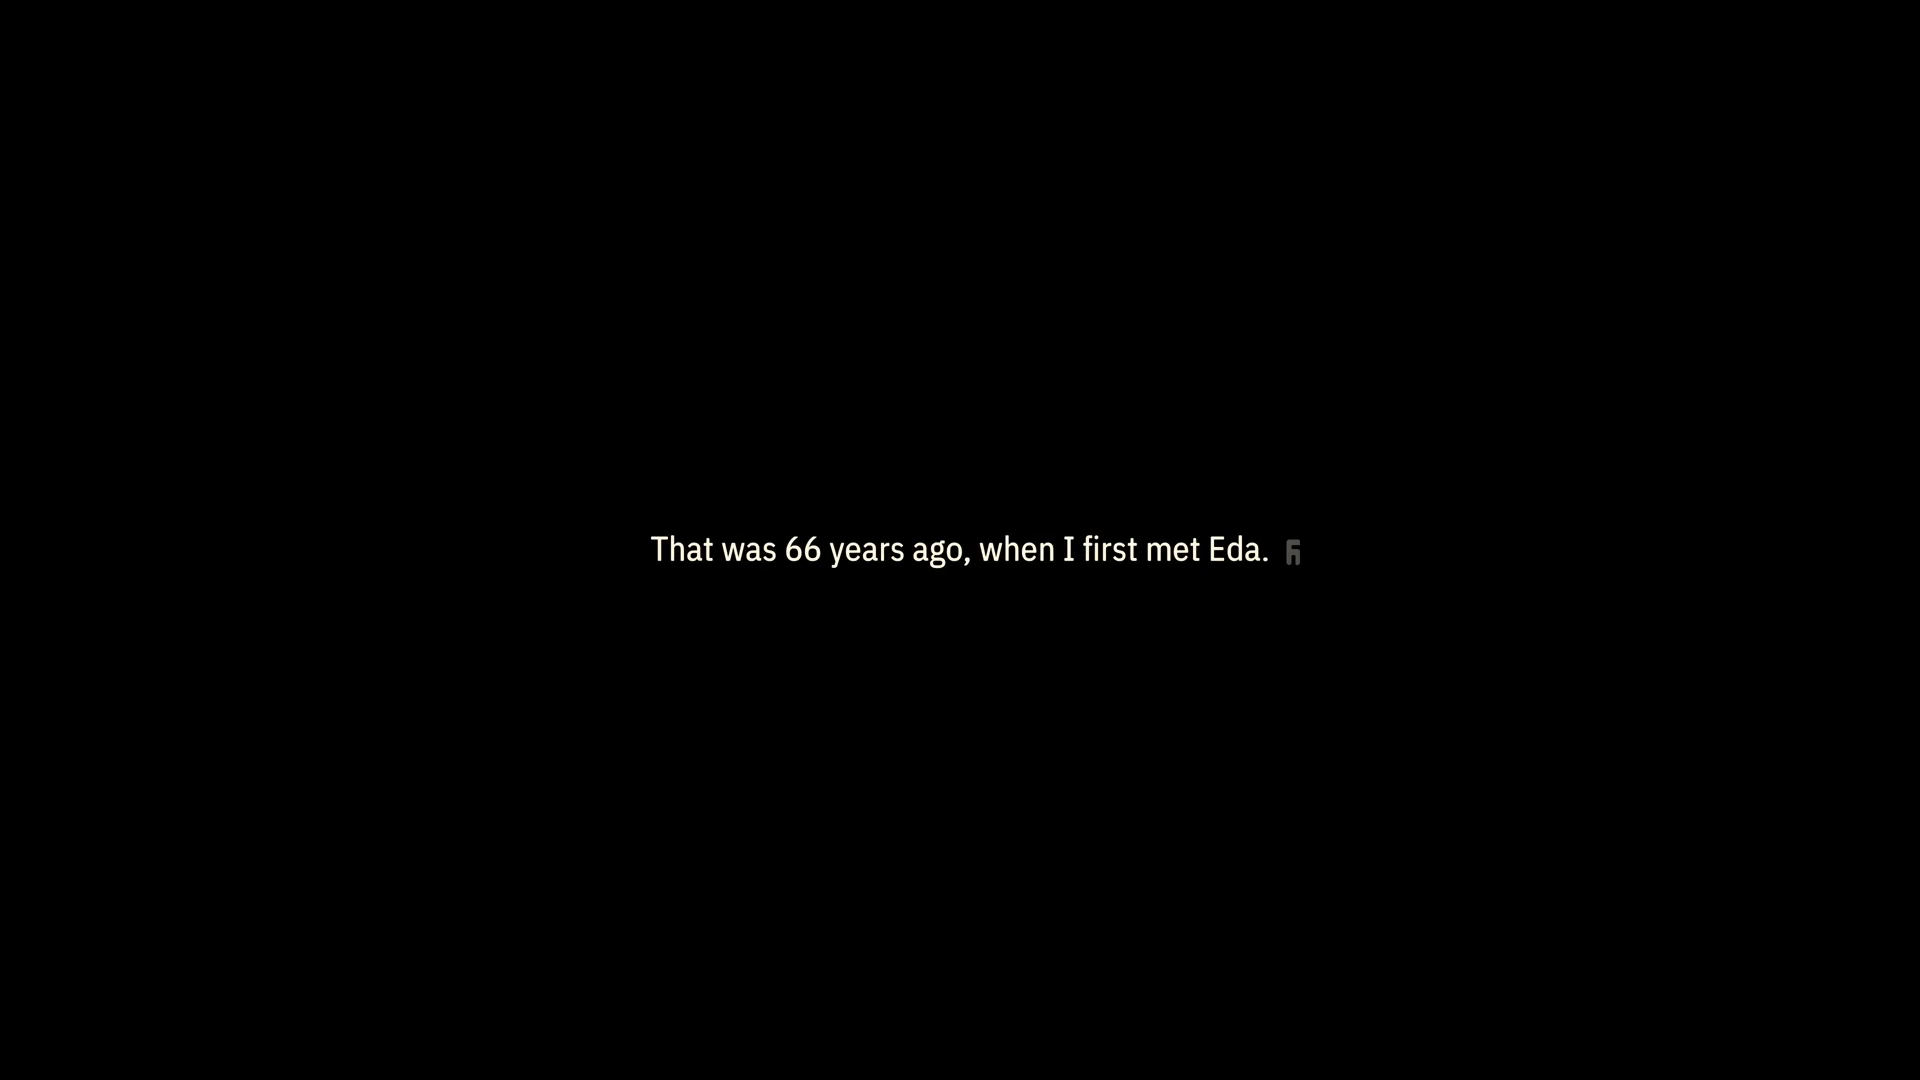 That was 66 years ago, when I first met Eda.